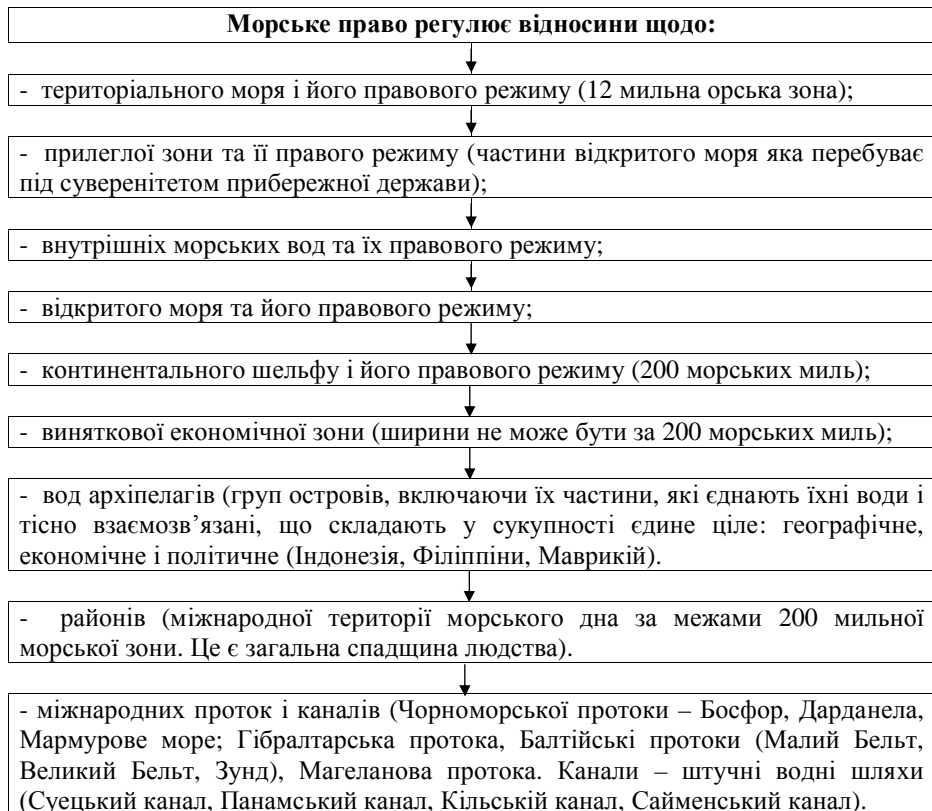 Морське право регулює відносини щодо:
- територіального моря і його правового режиму (12 мильна орська зона);
- прилеглої зони та її правого режиму (частини відкритого моря яка перебуває
під суверенітетом прибережної держави);
- внутрішніх морських вод та їх правового режиму;
- відкритого моря та його правового режиму;
- континентального шельфу і його правового режиму (200 морських миль);
- виняткової економічної зони (ширини не може бути за 200 морських миль);
- вод архіпелагів (груп островів, включаючи їх частини, які єднають їхні води і
тісно взаємозв’язані, що складають у сукупності єдине ціле: географічне,
економічне і політичне (Індонезія, Філіппіни, Маврикій).
- районів (міжнародної території морського дна за межами 200 мильної
морської зони. Це є загальна спадщина людства).
- міжнародних проток і каналів (Чорноморської протоки – Босфор, Дарданела,
Мармурове море; Гібралтарська протока, Балтійські протоки (Малий Бельт,
Великий Бельт, Зунд), Магеланова протока. Канали – штучні водні шляхи
(Суецький канал, Панамський канал, Кільській канал, Сайменський канал).